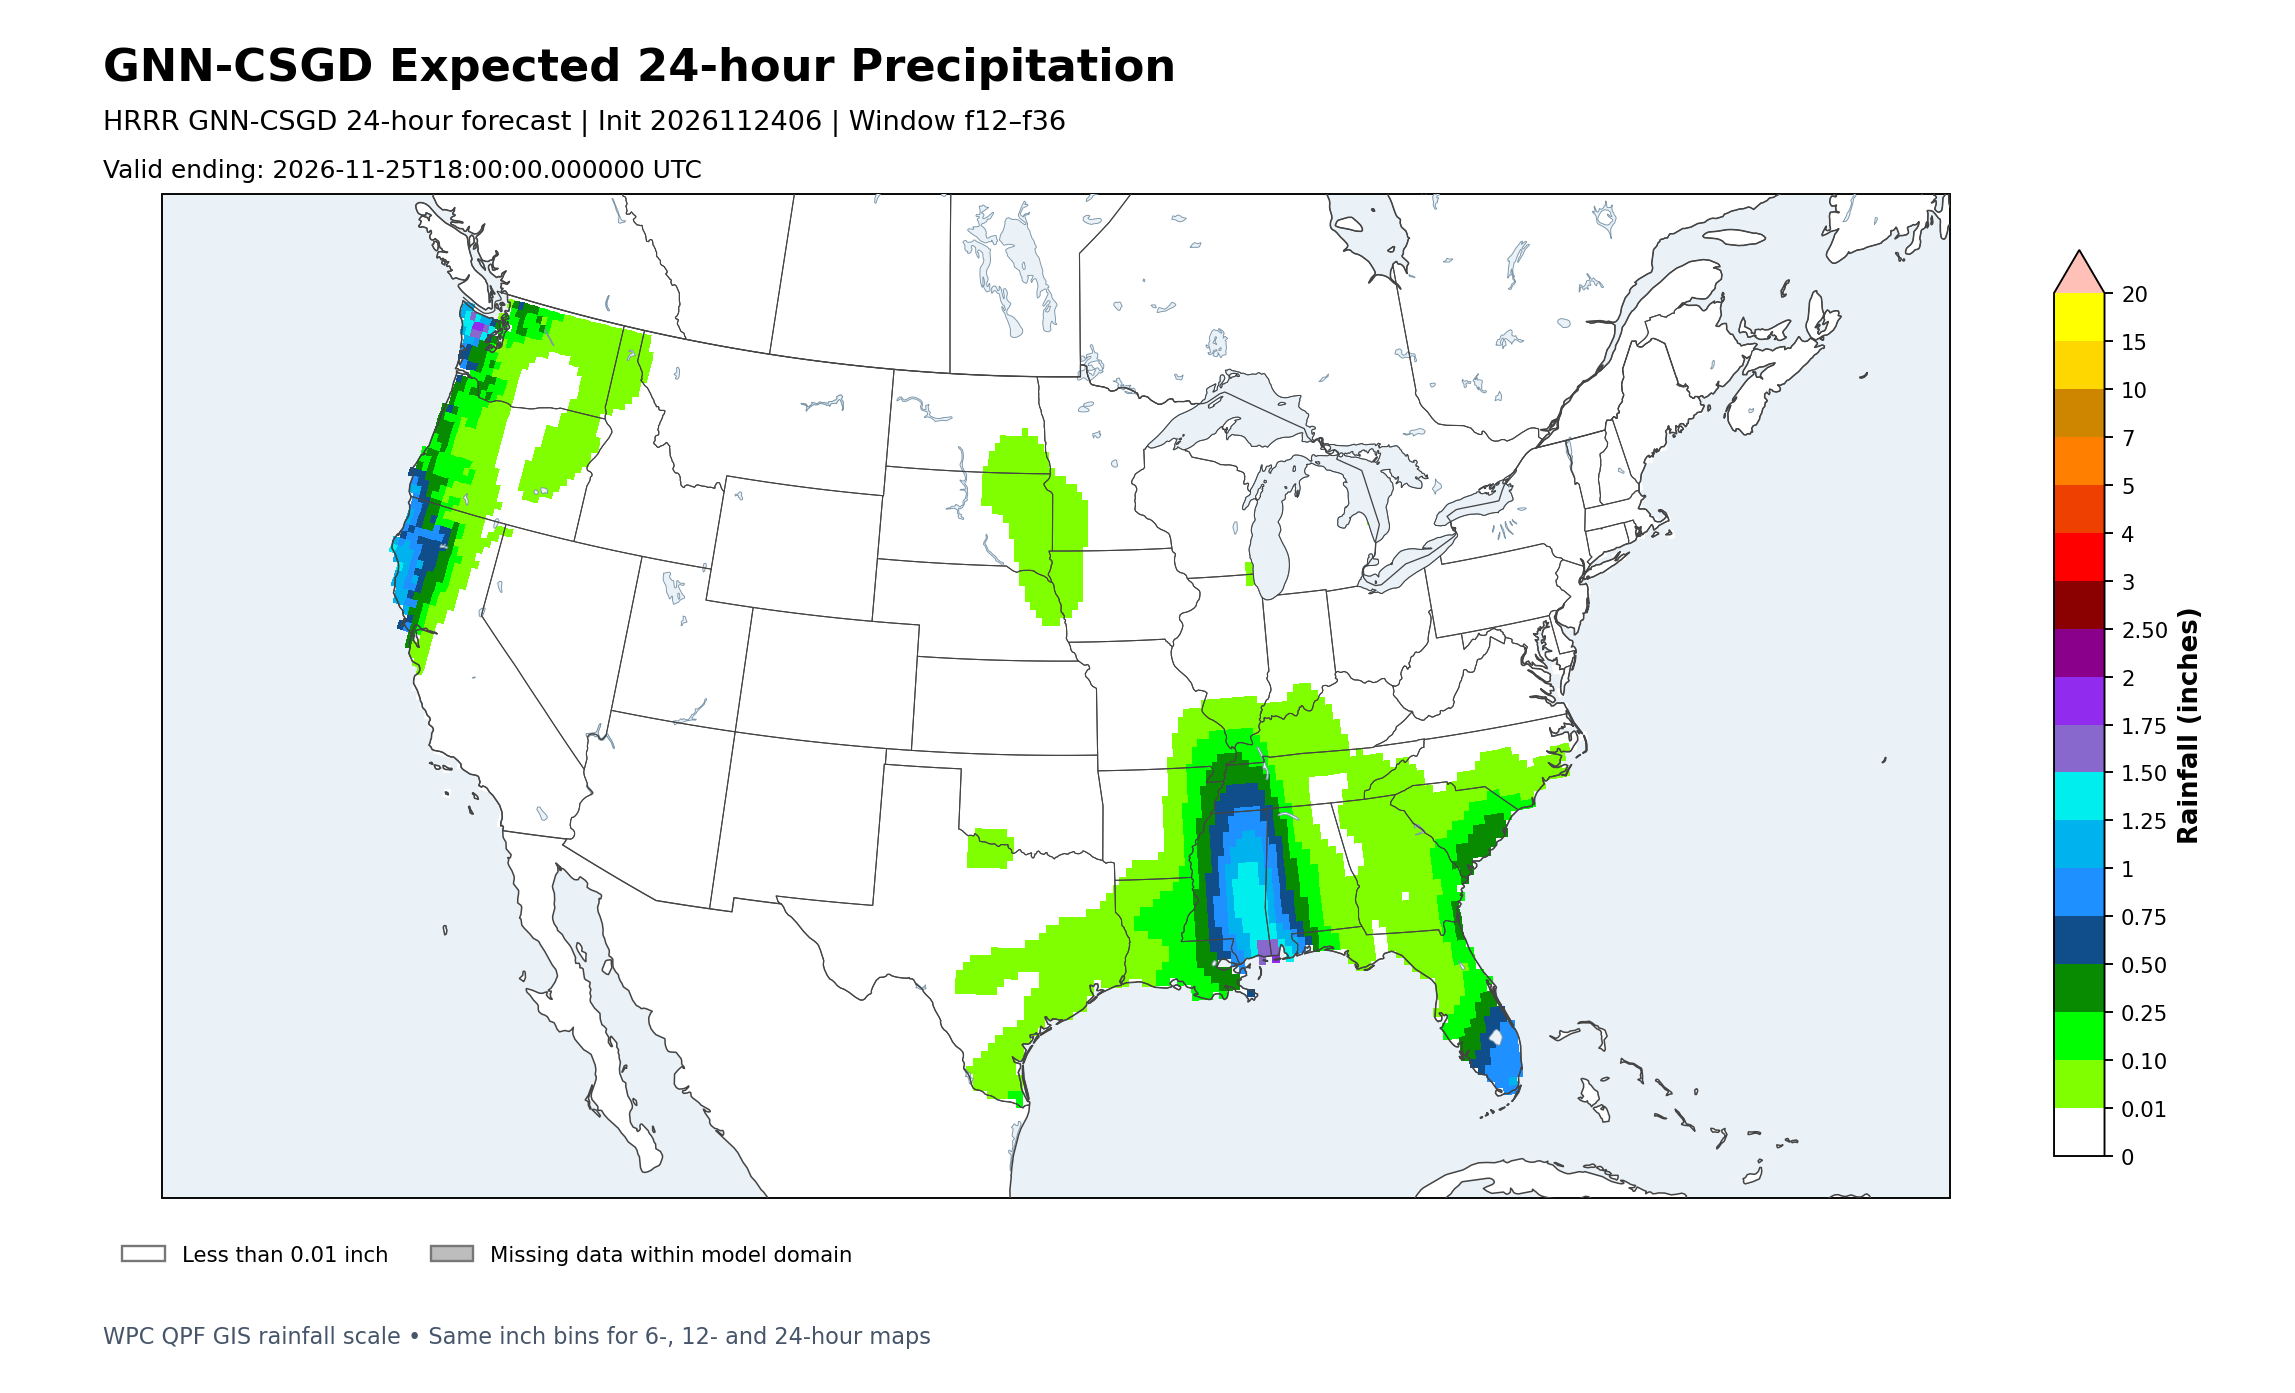 GNN-CSGD Expected 24-hour Precipitation
HRRR GNN-CSGD 24-hour forecast | Init 2026112406 | Window f12–f36
Valid ending: 2026-11-25T18:00:00.000000 UTC
20
15
10
7
5
4
3
2.50
2
1.75
1.50
1.25
1
0.75
0.50
0.25
0.10
0.01
0
Rainfall (inches)
Less than 0.01 inch
Missing data within model domain
WPC QPF GIS rainfall scale • Same inch bins for 6-, 12- and 24-hour maps